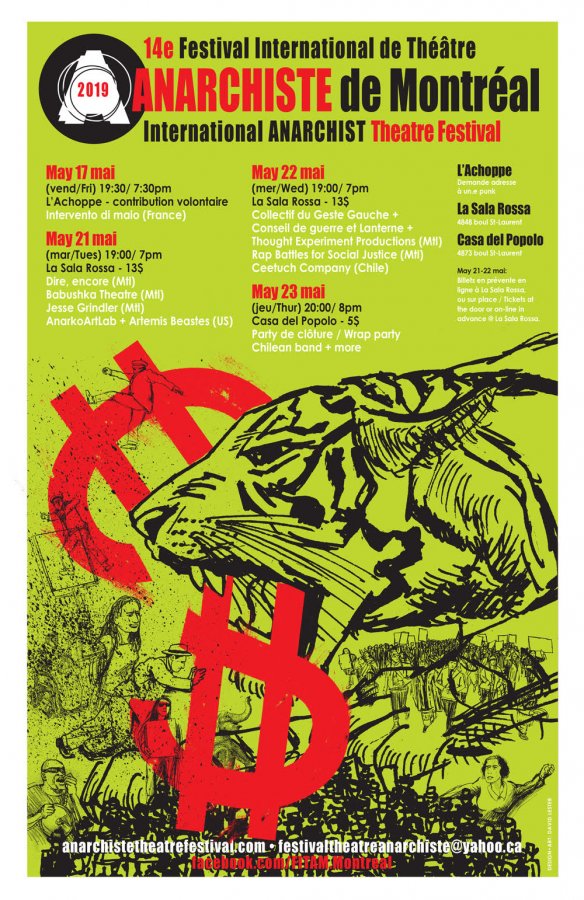 14e Festival International de Théâtre
2019
ANARCHISTE de Montréal
International ANARCHIST Theatre Festival
May 17 mai
(vend/Fri) 19:30/ 7:30pm
L'Achoppe - contribution volontaire
Intervento di maio (France)
May 21 mai
(mar/Tues) 19:00/ 7pm
La Sala Rossa - 13$
Dire, encore (Mtl)
Babushka Theatre (Mtl)
Jesse Grindler (Mtl)
AnarkoArtLab + Artemis Beastes (US)
May 22 mai
(mer/Wed) 19:00/ 7pm
La Sala Rossa - 13$
Collectif du Geste Gauche +
Conseil de guerre et Lanterne +
Thought Experiment Productions (Mtl)
Rap Battles for Social Justice (Mtl)
Ceetuch Company (Chile)
May 23 mai
(jeu/Thur) 20:00/ 8pm
Casa del Popolo - 5$
Party de clôture / Wrap party
Chilean band + more
L'Achoppe
Demande adresse
à un.e punk
La Sala Rossa
4848 boul St-Laurent
Casa del Popolo
4873 boul St-Laurent
May 21-22 mai:
Billets en prévente en
ligne à La Sala Rossa,
ou sur place / Tickets at
the door or on-line in
advance @ La Sala Rossa.
anarchistetheatrefestival.com • festivaltheatreanarchiste@yahoo.ca
facebook.com/FITAM.Montreal
DESIGN+ART: DAVID LESTER